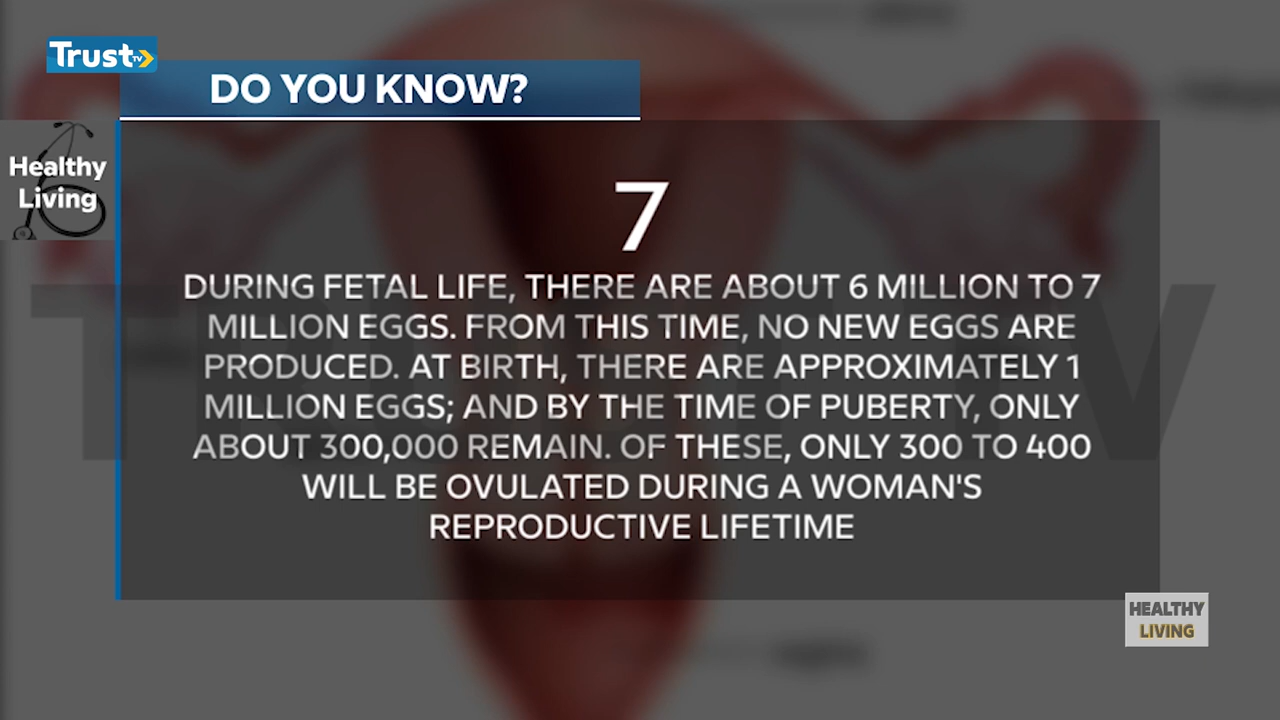 Trust TV
DO YOU KNOW?
Healthy
Living
7
DURING FETAL LIFE, THERE ARE ABOUT 6 MILLION TO 7
MILLION EGGS. FROM THIS TIME, NO NEW EGGS ARE
PRODUCED. AT BIRTH, THERE ARE APPROXIMATELY 1
MILLION EGGS; AND BY THE TIME OF PUBERTY, ONLY
ABOUT 300,000 REMAIN. OF THESE, ONLY 300 TO 400
WILL BE OVULATED DURING A WOMAN'S
REPRODUCTIVE LIFETIME
HEALTHY
LIVING